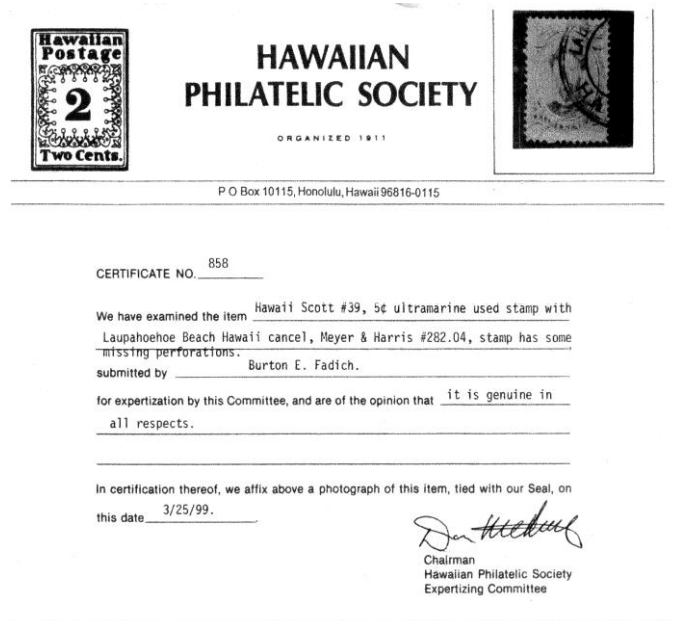 Hawaiian
Postage
2
Two Cents.
HAWAIIAN
PHILATELIC SOCIETY
ORGANIZED 1911
LAU
P O Box 10115, Honolulu, Hawaii 96816-0115
CERTIFICATE NO. 858
We have examined the item Hawaii Scott #39, 5¢ ultramarine used stamp with
Laupahoehoe Beach Hawaii cancel, Meyer & Harris #282.04, stamp has some
missing perforations.
submitted by Burton E. Fadich.
for expertization by this Committee, and are of the opinion that it is genuine in
all respects.
In certification thereof, we affix above a photograph of this item, tied with our Seal, on
this date 3/25/99.
Chairman
Hawaiian Philatelic Society
Expertizing Committee